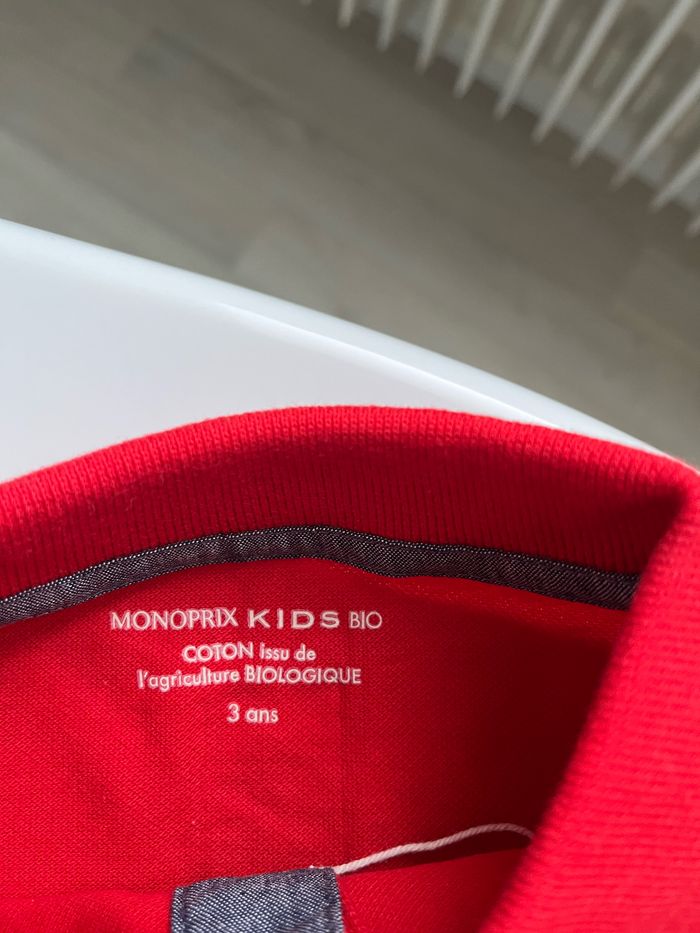 MONOPRIX KIDS BIO
COTON issu de
l'agriculture BIOLOGIQUE
3 ans